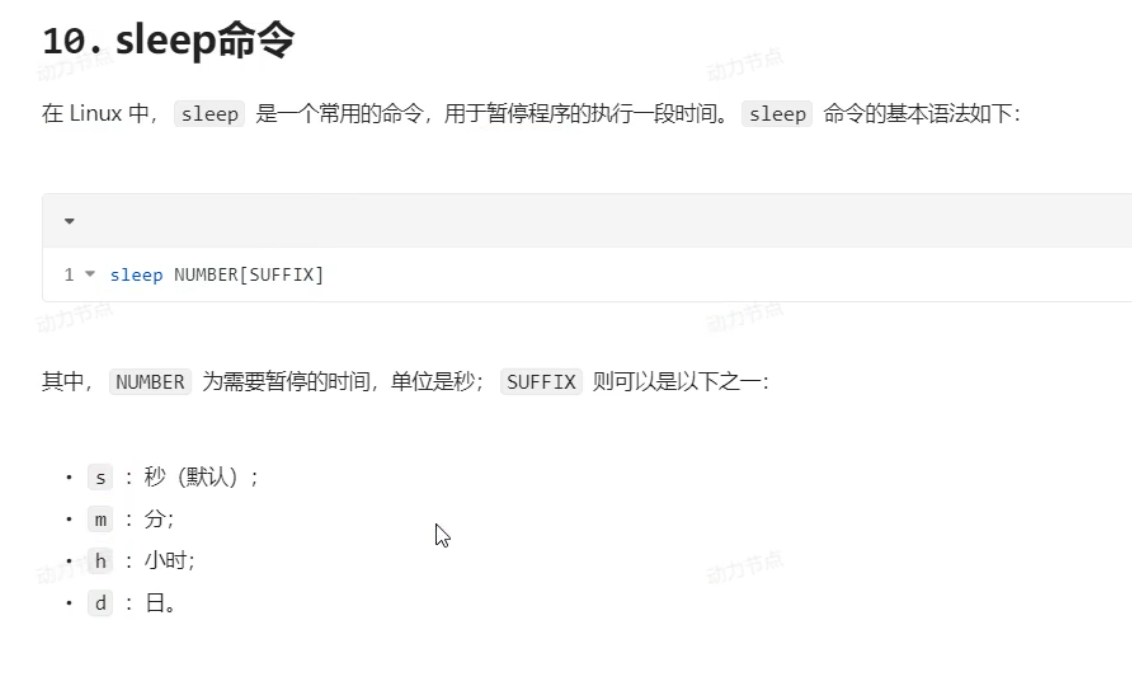 10. sleep命令
动力节点
动力节点
在 Linux 中， sleep 是一个常用的命令，用于暂停程序的执行一段时间。 sleep 命令的基本语法如下：
1 sleep NUMBER[SUFFIX]
动力节点
动力节点
其中， NUMBER 为需要暂停的时间，单位是秒； SUFFIX 则可以是以下之一：
• s ：秒（默认）；
• m ：分；
• h ：小时；
动力节点
动力节点
• d ：日。